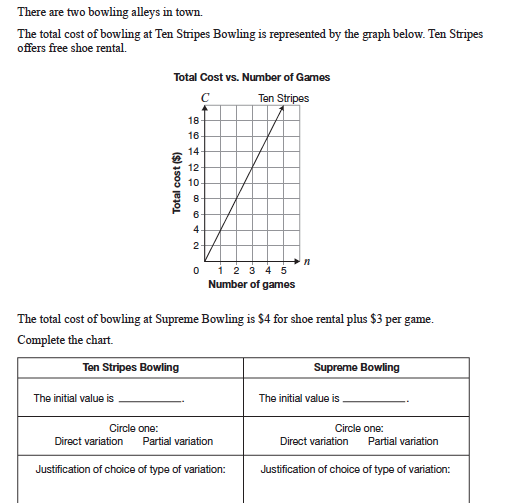 There are two bowling alleys in town.
The total cost of bowling at Ten Stripes Bowling is represented by the graph below. Ten Stripes
offers free shoe rental.
Total Cost vs. Number of Games
C
Ten Stripes
18
16
14
12
10
8
6
4
2
Total cost ($)
n
0 1 2 3 4 5
Number of games
The total cost of bowling at Supreme Bowling is $4 for shoe rental plus $3 per game.
Complete the chart.
Ten Stripes Bowling Supreme Bowling
The initial value is __________. The initial value is __________.
Circle one: Circle one:
Direct variation Partial variation Direct variation Partial variation
Justification of choice of type of variation: Justification of choice of type of variation: